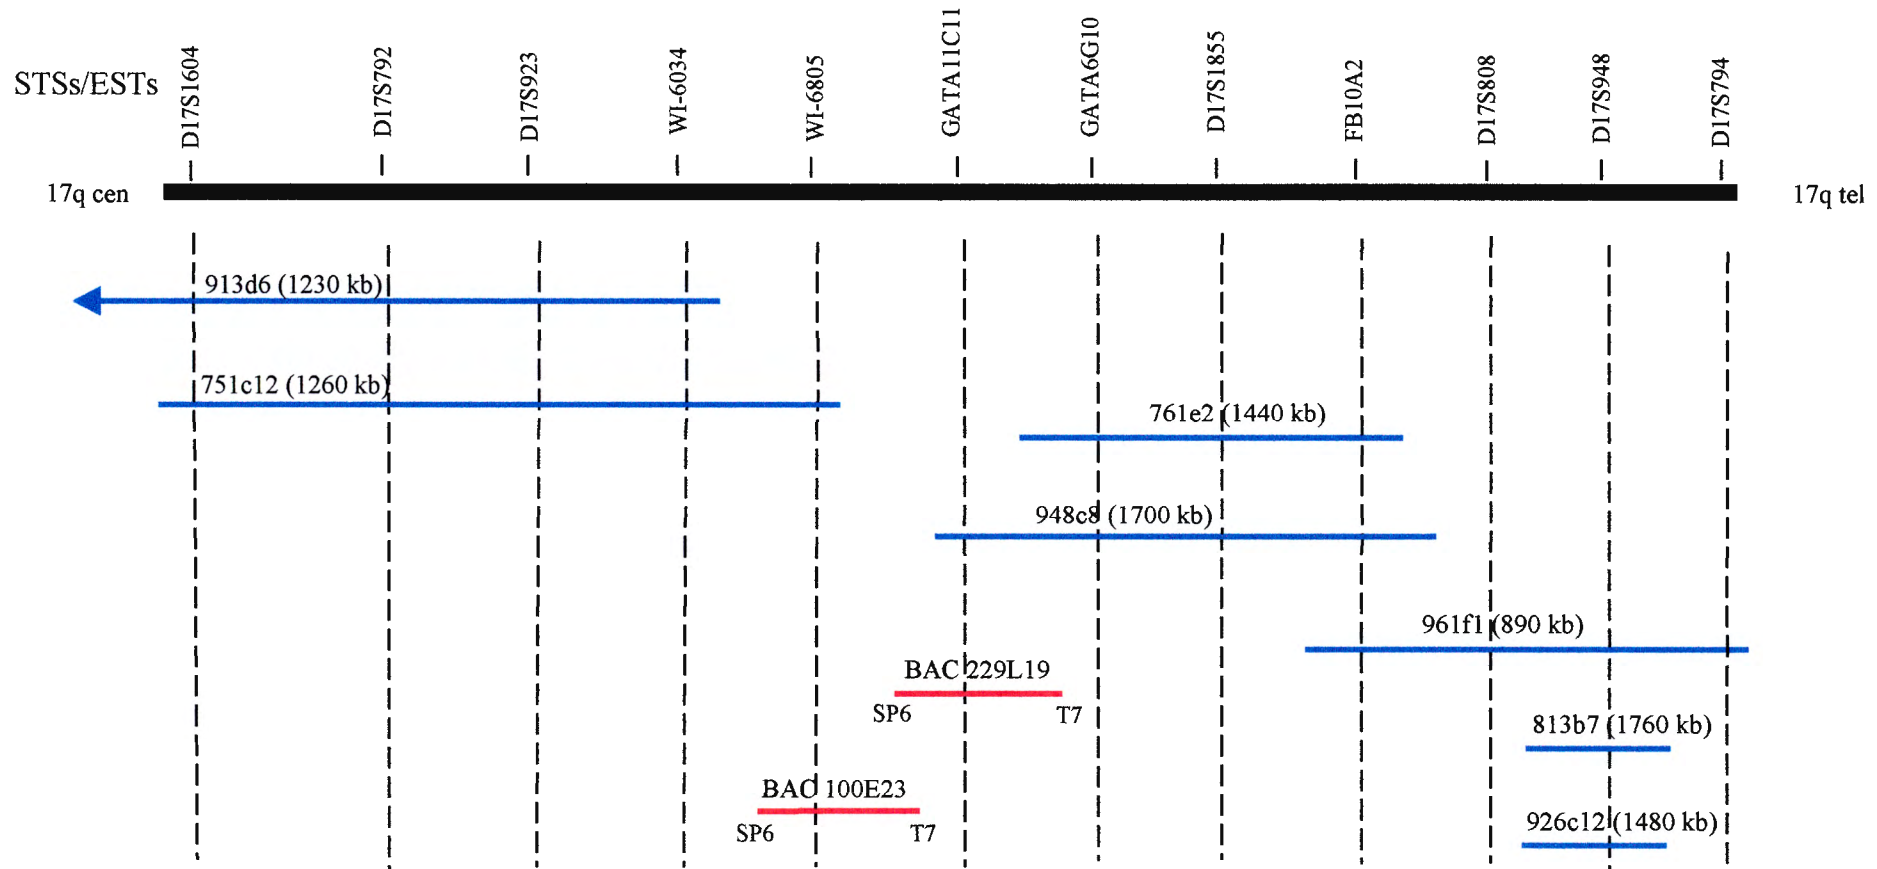 STSs/ESTs
D17S1604
D17S792
D17S923
WI-6034
WI-6805
GATA11C11
GATA6G10
D17S1855
FB10A2
D17S808
D17S948
D17S794
17q cen
17q tel
913d6 (1230 kb)
751c12 (1260 kb)
761e2 (1440 kb)
948c8 (1700 kb)
961f1 (890 kb)
BAC 229L19
SP6
T7
813b7 (1760 kb)
BAC 100E23
SP6
T7
926c12 (1480 kb)